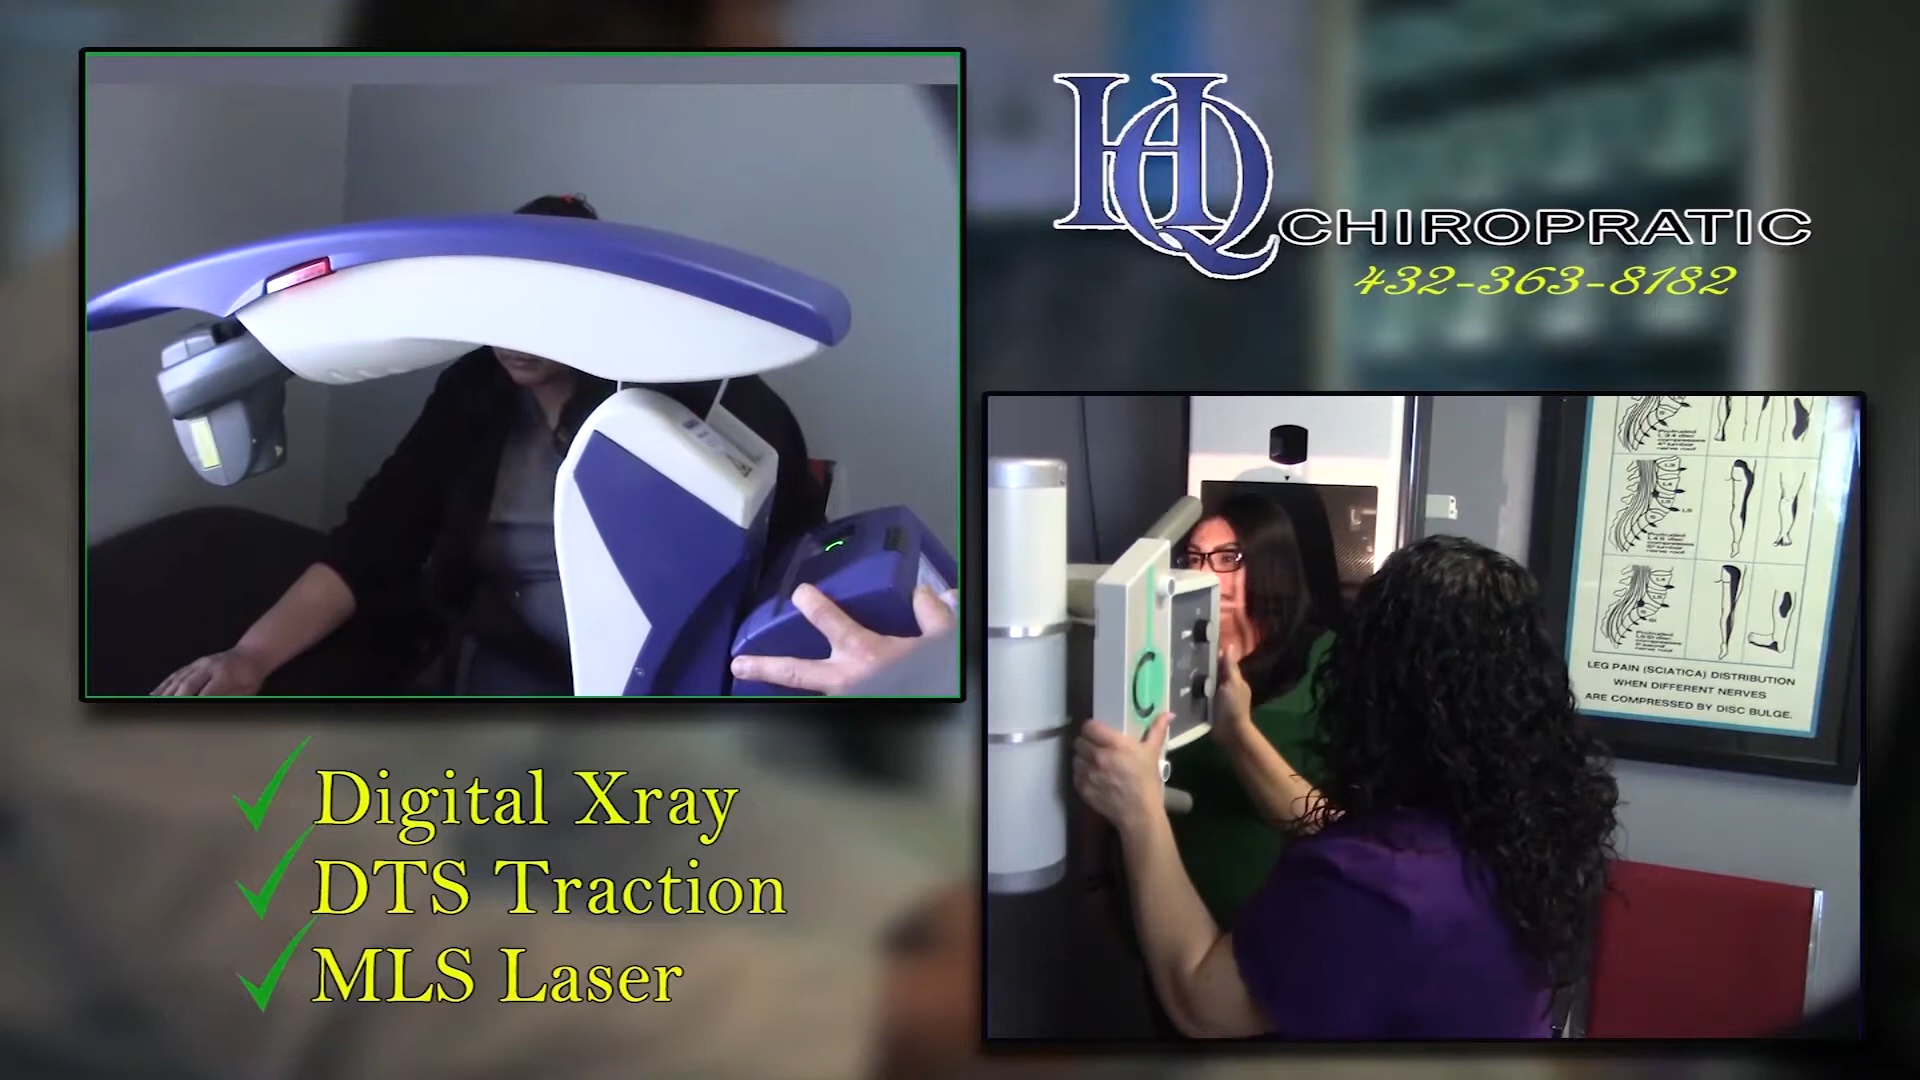 HQ CHIROPRATIC
432-363-8182
Digital Xray
DTS Traction
MLS Laser
C
LEG PAIN (SCIATICA) DISTRIBUTION
WHEN DIFFERENT NERVES
ARE COMPRESSED BY DISC BULGE.